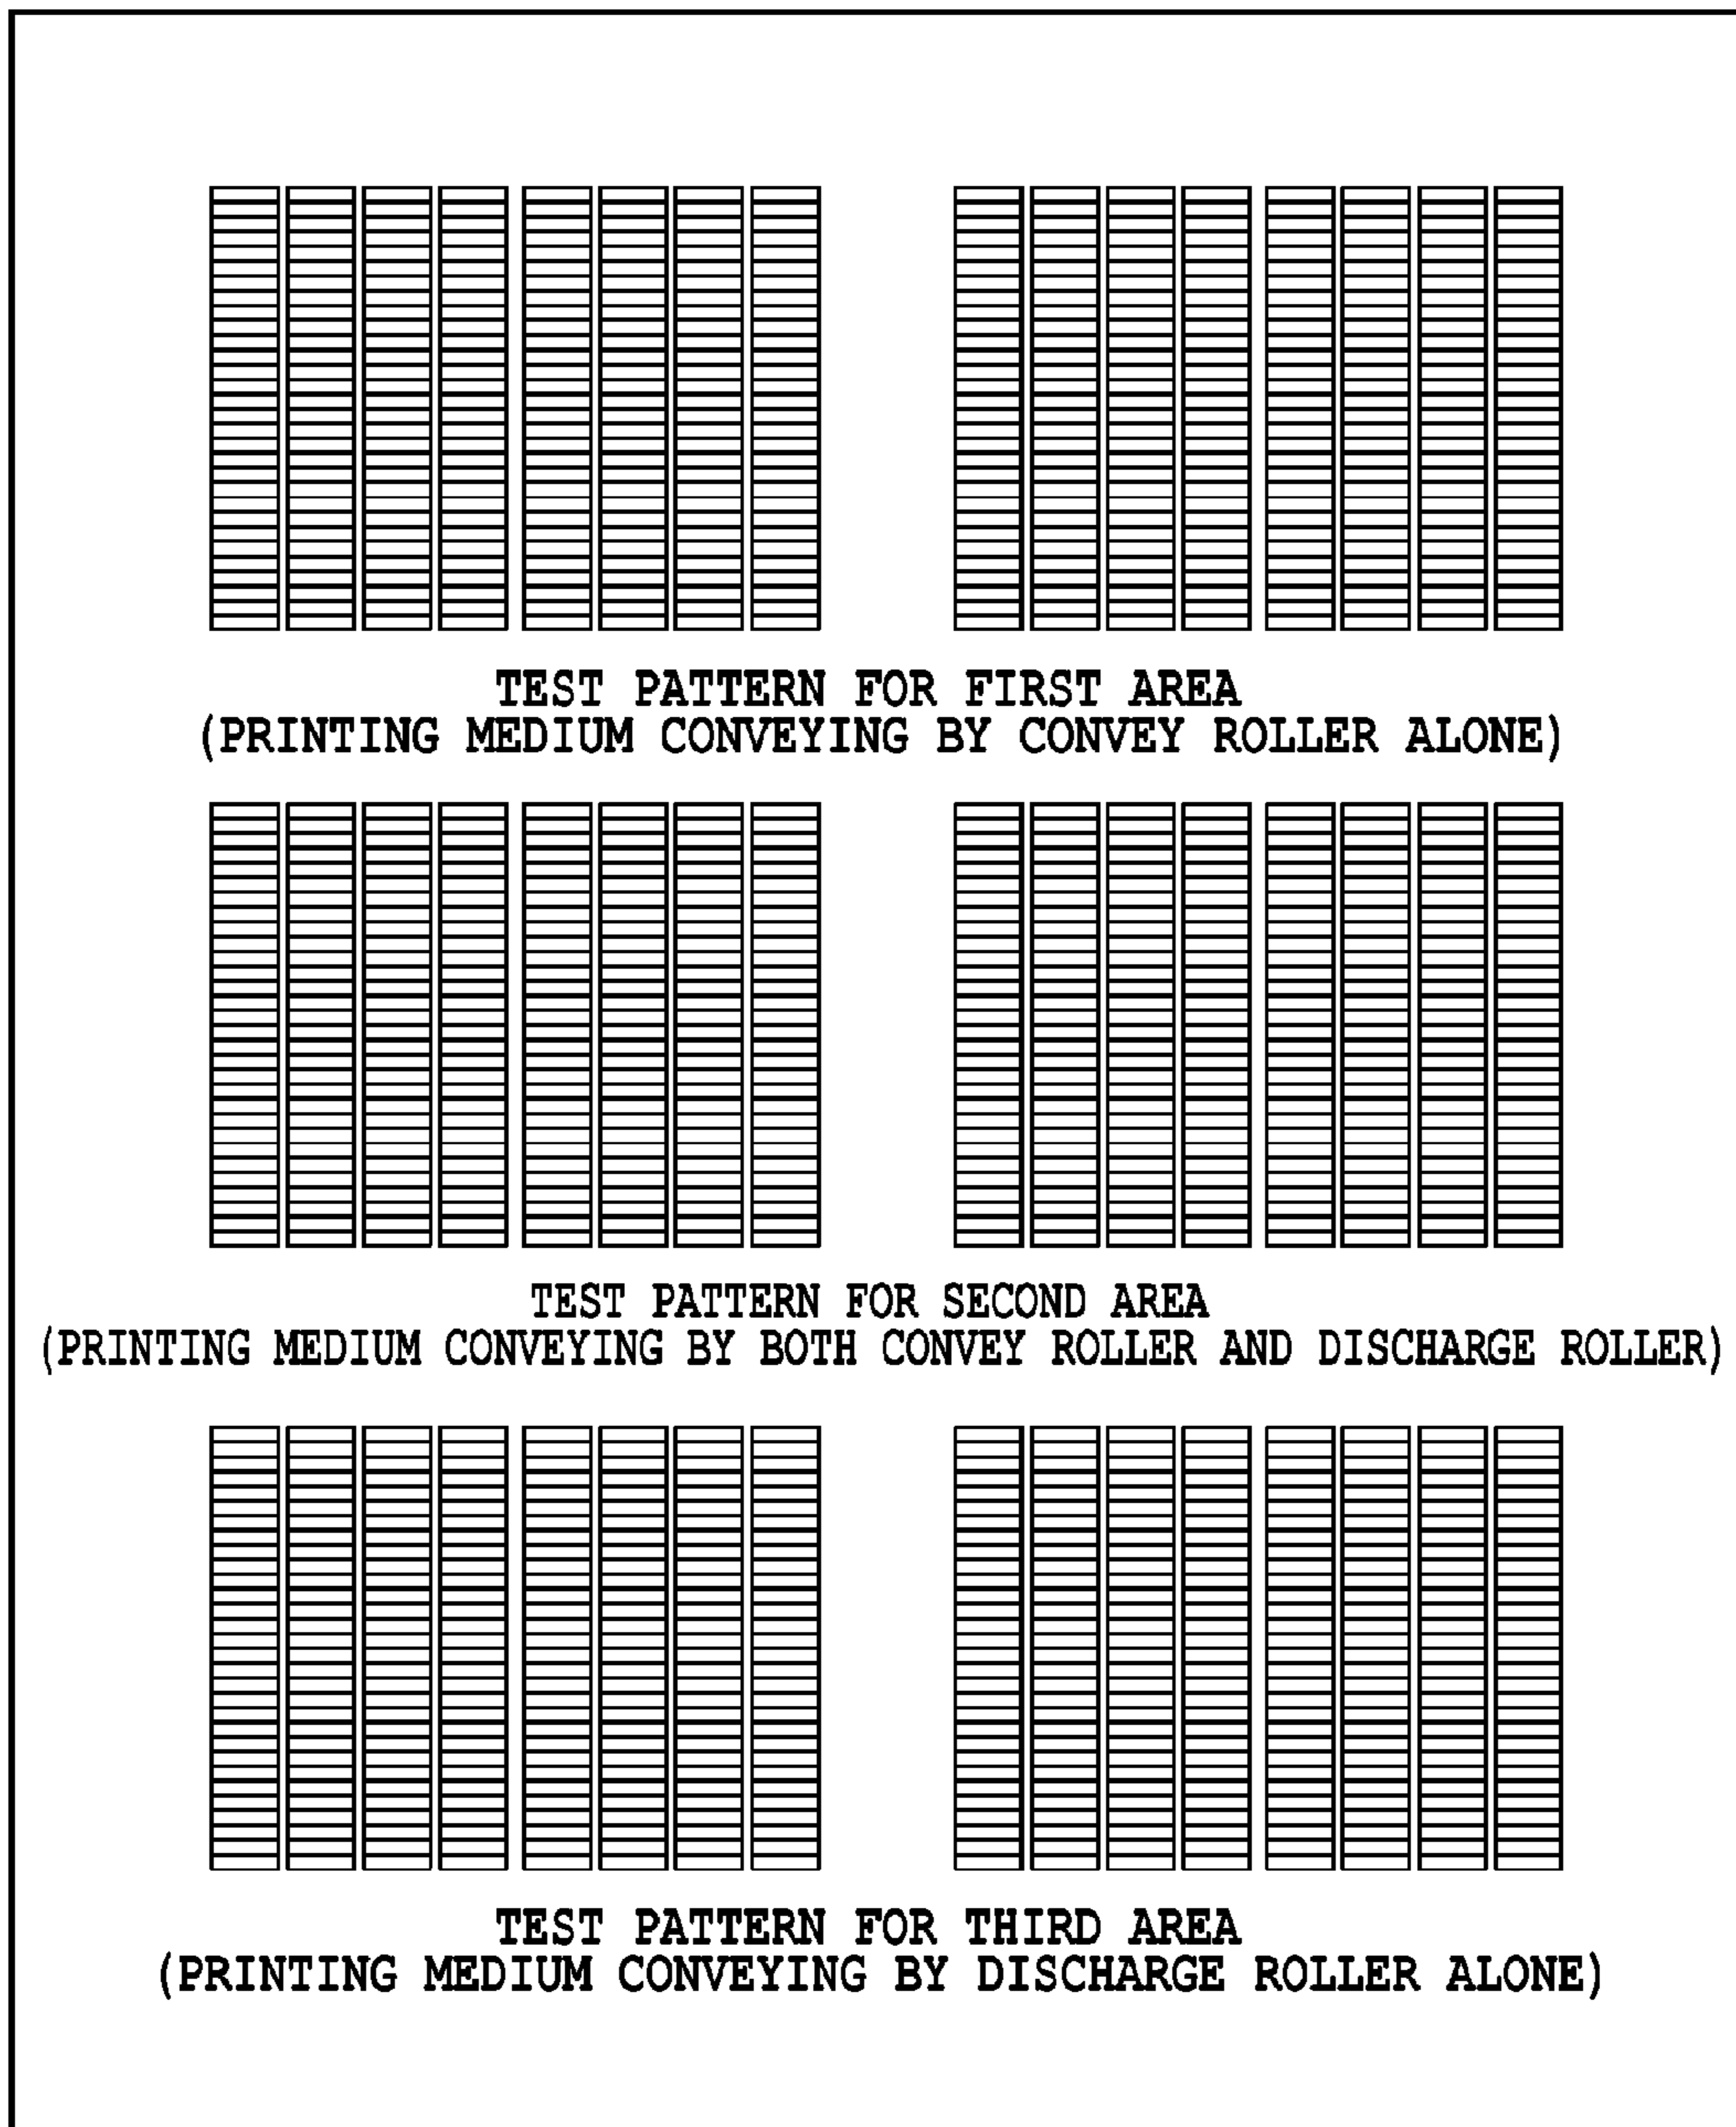 TEST PATTERN FOR FIRST AREA
(PRINTING MEDIUM CONVEYING BY CONVEY ROLLER ALONE)
TEST PATTERN FOR SECOND AREA
(PRINTING MEDIUM CONVEYING BY BOTH CONVEY ROLLER AND DISCHARGE ROLLER)
TEST PATTERN FOR THIRD AREA
(PRINTING MEDIUM CONVEYING BY DISCHARGE ROLLER ALONE)